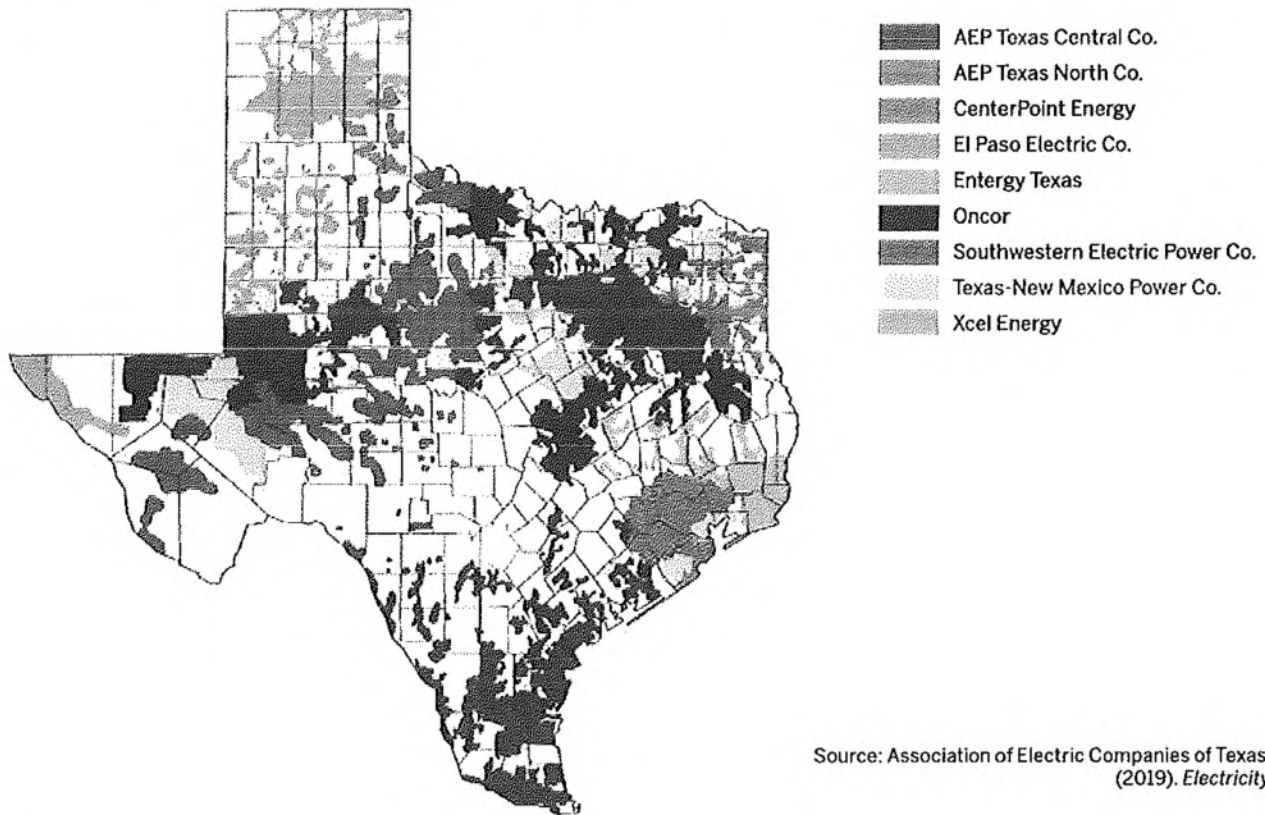 AEP Texas Central Co.
AEP Texas North Co.
CenterPoint Energy
El Paso Electric Co.
Entergy Texas
Oncor
Southwestern Electric Power Co.
Texas-New Mexico Power Co.
Xcel Energy
Source: Association of Electric Companies of Texas
(2019). Electricity